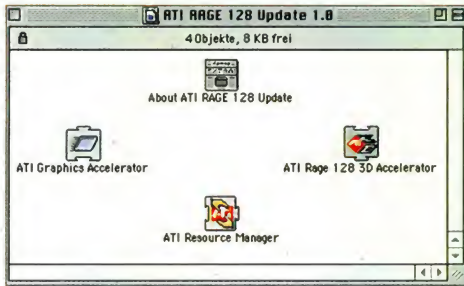 ATI RAGE 128 Update 1.0
4 Objekte, 8 KB frei
About ATI RAGE 128 Update
ATI Graphics Accelerator
ATI Rage 128 3D Accelerator
ATI Resource Manager